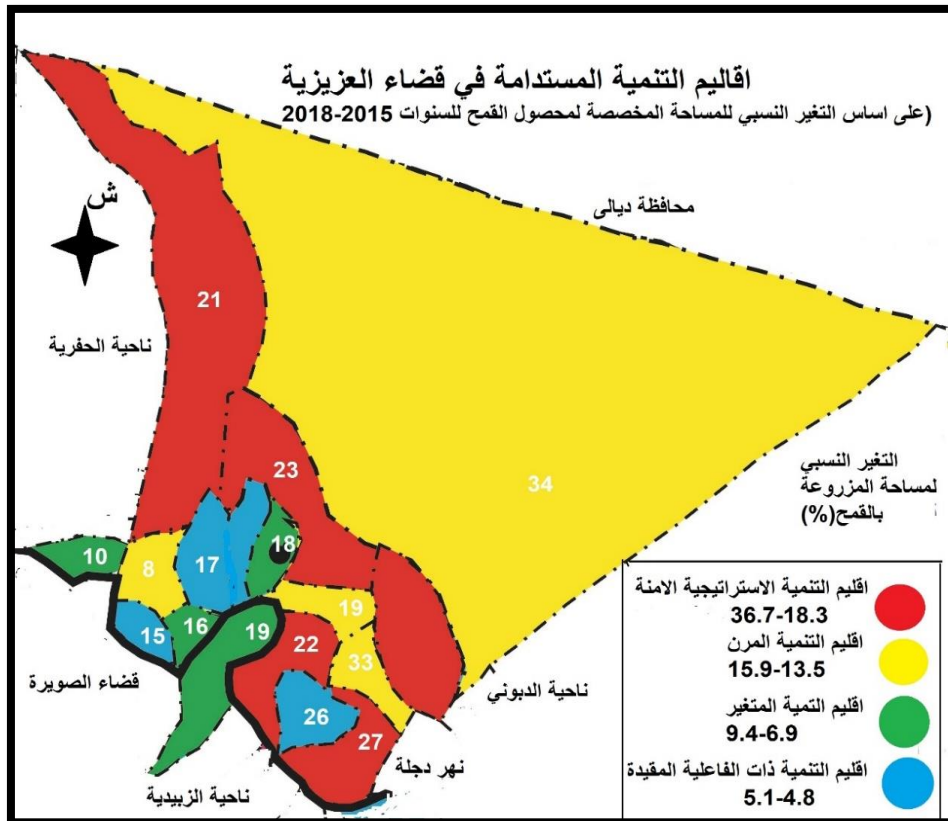 اقاليم التنمية المستدامة في قضاء العزيزية
(على اساس التغير النسبي للمساحة المخصصة لمحصول القمح للسنوات 2015-2018
ش
محافظة ديالى
21
ناحية الحفرية
23
34
التغير النسبي
لمساحة المزروعة
بالقمح(%)
10
8
17
18
15
16
19
22
19
33
26
27
قضاء الصويرة
ناحية الدبوني
نهر دجلة
ناحية الزبيدية
اقليم التنمية الاستراتيجية الامنة
36.7-18.3
اقليم التنمية المرن
15.9-13.5
اقليم التمية المتغير
9.4-6.9
اقليم التنمية ذات الفاعلية المقيدة
5.1-4.8